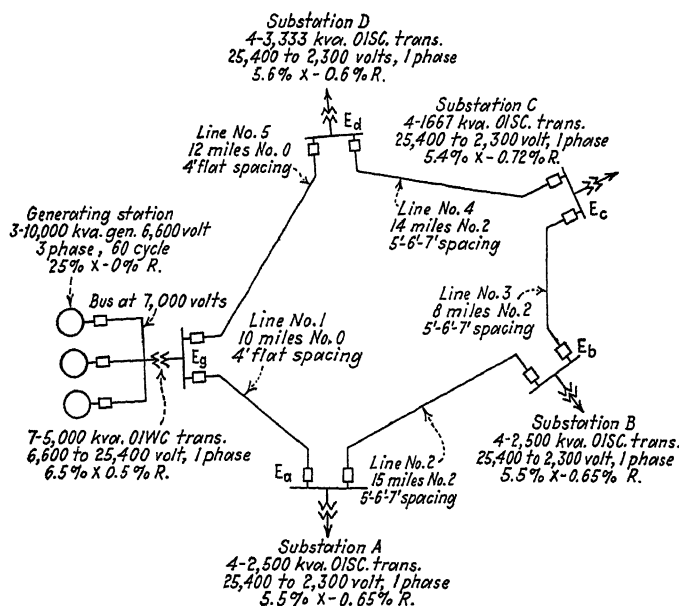 Substation D
4-3,333 kva. OISC. trans.
25,400 to 2,300 volts, 1 phase
5.6% X - 0.6% R.
Ed
Substation C
4-1667 kva. OISC. trans.
25,400 to 2,300 volt, 1 phase
5.4% X - 0.72% R.
Ec
Line No. 5
12 miles No. 0
4' flat spacing
Line No. 4
14 miles No. 2
5'-6'-7' spacing
Generating station
3-10,000 kva. gen. 6,600 volt
3 phase, 60 cycle
25% X - 0% R.
Bus at 7,000 volts
Line No. 1
10 miles No. 0
4' flat spacing
Eg
Line No. 3
8 miles No. 2
5'-6'-7' spacing
Eb
7-5,000 kva. OIWC trans.
6,600 to 25,400 volt, 1 phase
6.5% X 0.5% R.
Ea
Line No. 2
15 miles No. 2
5'-6'-7' spacing
Substation B
4-2,500 kva. OISC. trans.
25,400 to 2,300 volt, 1 phase
5.5% X - 0.65% R.
Substation A
4-2,500 kva. OISC. trans.
25,400 to 2,300 volt, 1 phase
5.5% X - 0.65% R.